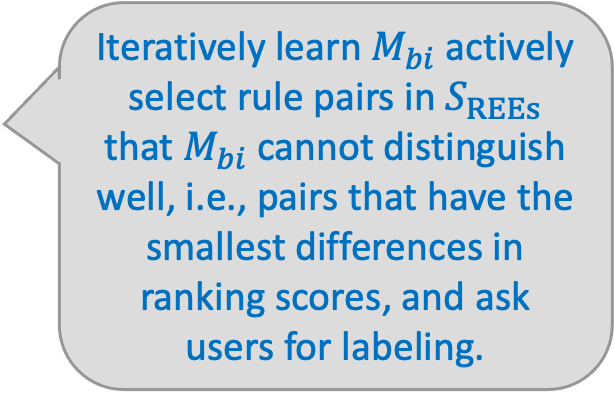 Iteratively learn M_bi actively
select rule pairs in S_REEs
that M_bi cannot distinguish
well, i.e., pairs that have the
smallest differences in
ranking scores, and ask
users for labeling.